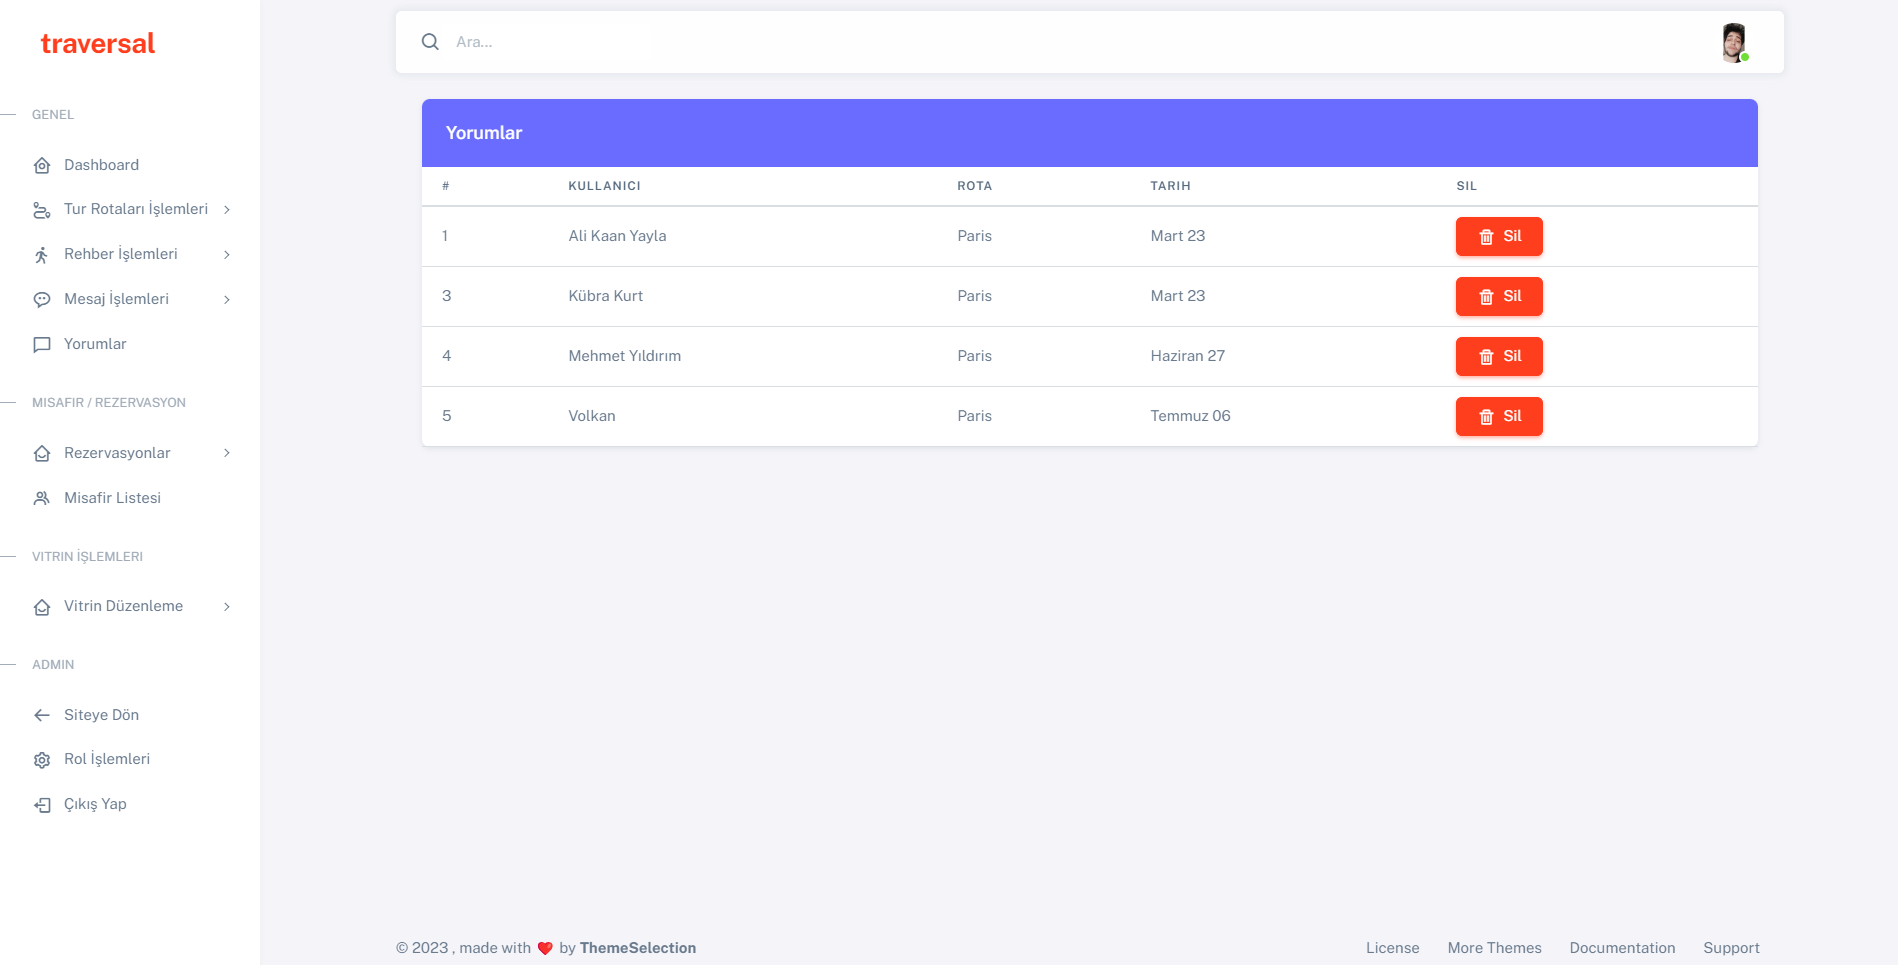 traversal
Ara...
GENEL
Dashboard
Tur Rotaları İşlemleri
Rehber İşlemleri
Mesaj İşlemleri
Yorumlar
MISAFIR / REZERVASYON
Rezervasyonlar
Misafir Listesi
VITRIN İŞLEMLERI
Vitrin Düzenleme
ADMIN
Siteye Dön
Rol İşlemleri
Çıkış Yap
Yorumlar
# KULLANICI ROTA TARIH SIL
1 Ali Kaan Yayla Paris Mart 23 Sil
3 Kübra Kurt Paris Mart 23 Sil
4 Mehmet Yıldırım Paris Haziran 27 Sil
5 Volkan Paris Temmuz 06 Sil
© 2023 , made with ❤️ by ThemeSelection License More Themes Documentation Support